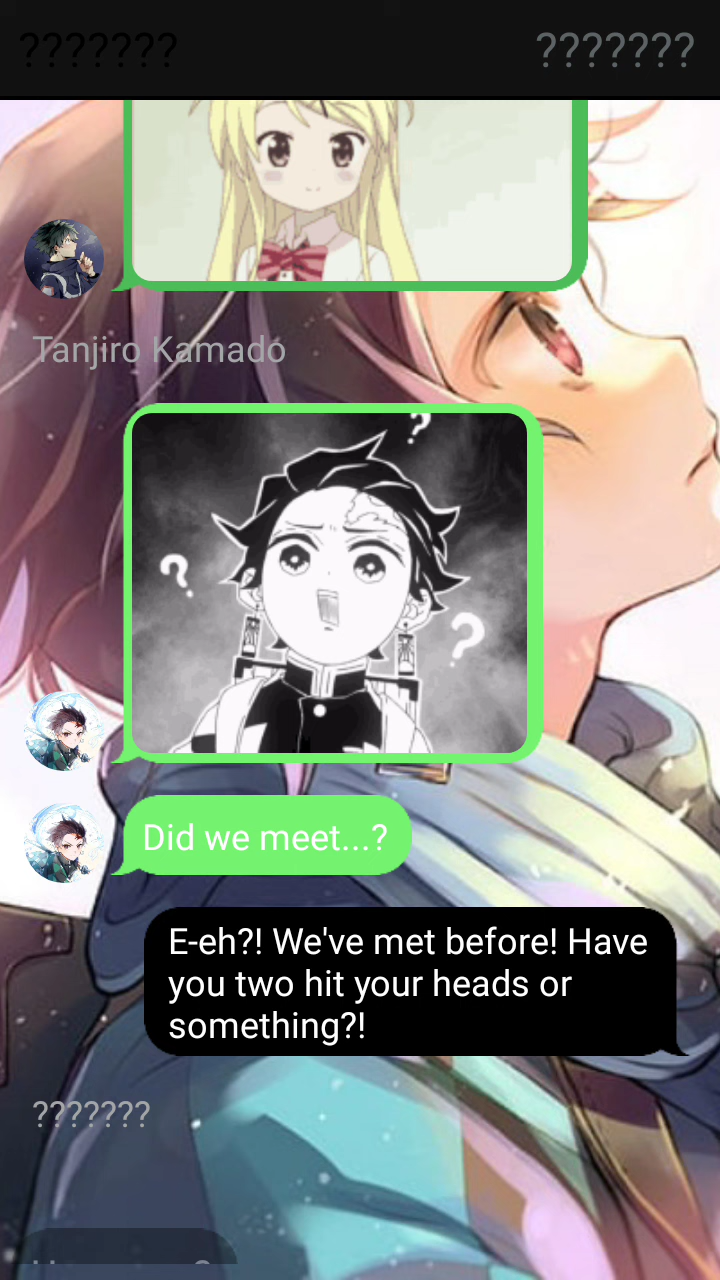 ??????? ???????
Tanjiro Kamado
? ? ?
Did we meet...?
E-eh?! We've met before! Have
you two hit your heads or
something?!
???????